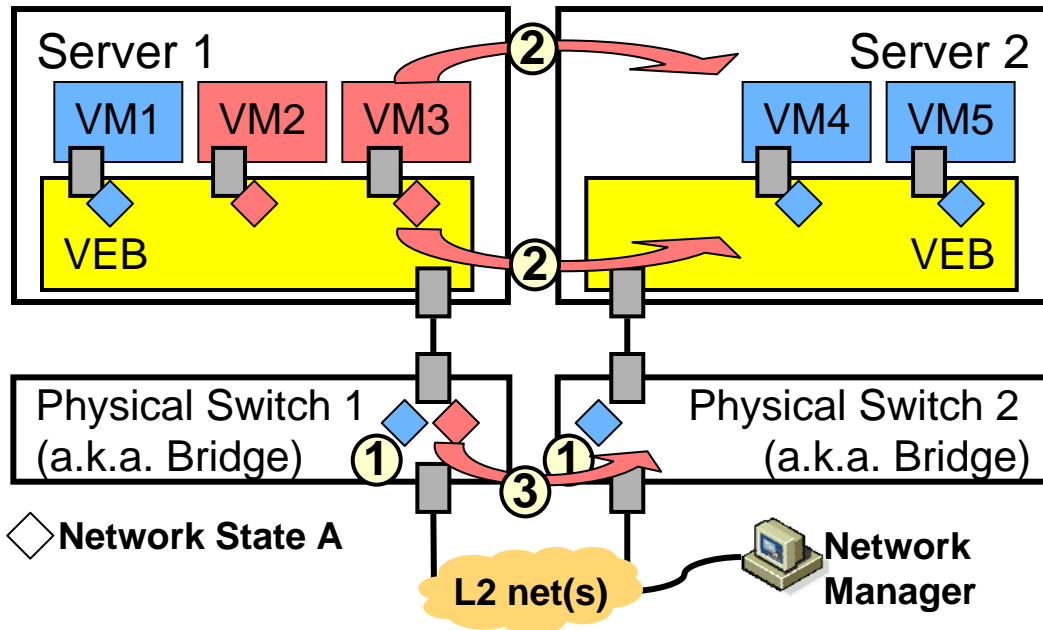 Server 1
2
Server 2
VM1
VM2
VM3
VM4
VM5
VEB
2
VEB
Physical Switch 1
(a.k.a. Bridge)
1
3
1
Physical Switch 2
(a.k.a. Bridge)
Network State A
L2 net(s)
Network
Manager